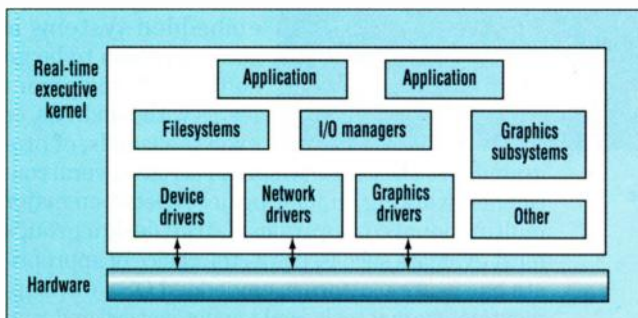 Real-time
executive
kernel
Application
Application
Filesystems
I/O managers
Graphics
subsystems
Device
drivers
Network
drivers
Graphics
drivers
Other
Hardware